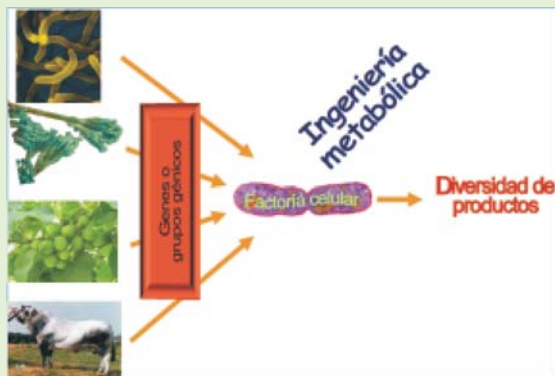 Ingeniería
metabólica
Genes o
grupos génicos
Factoría celular
Diversidad de
productos